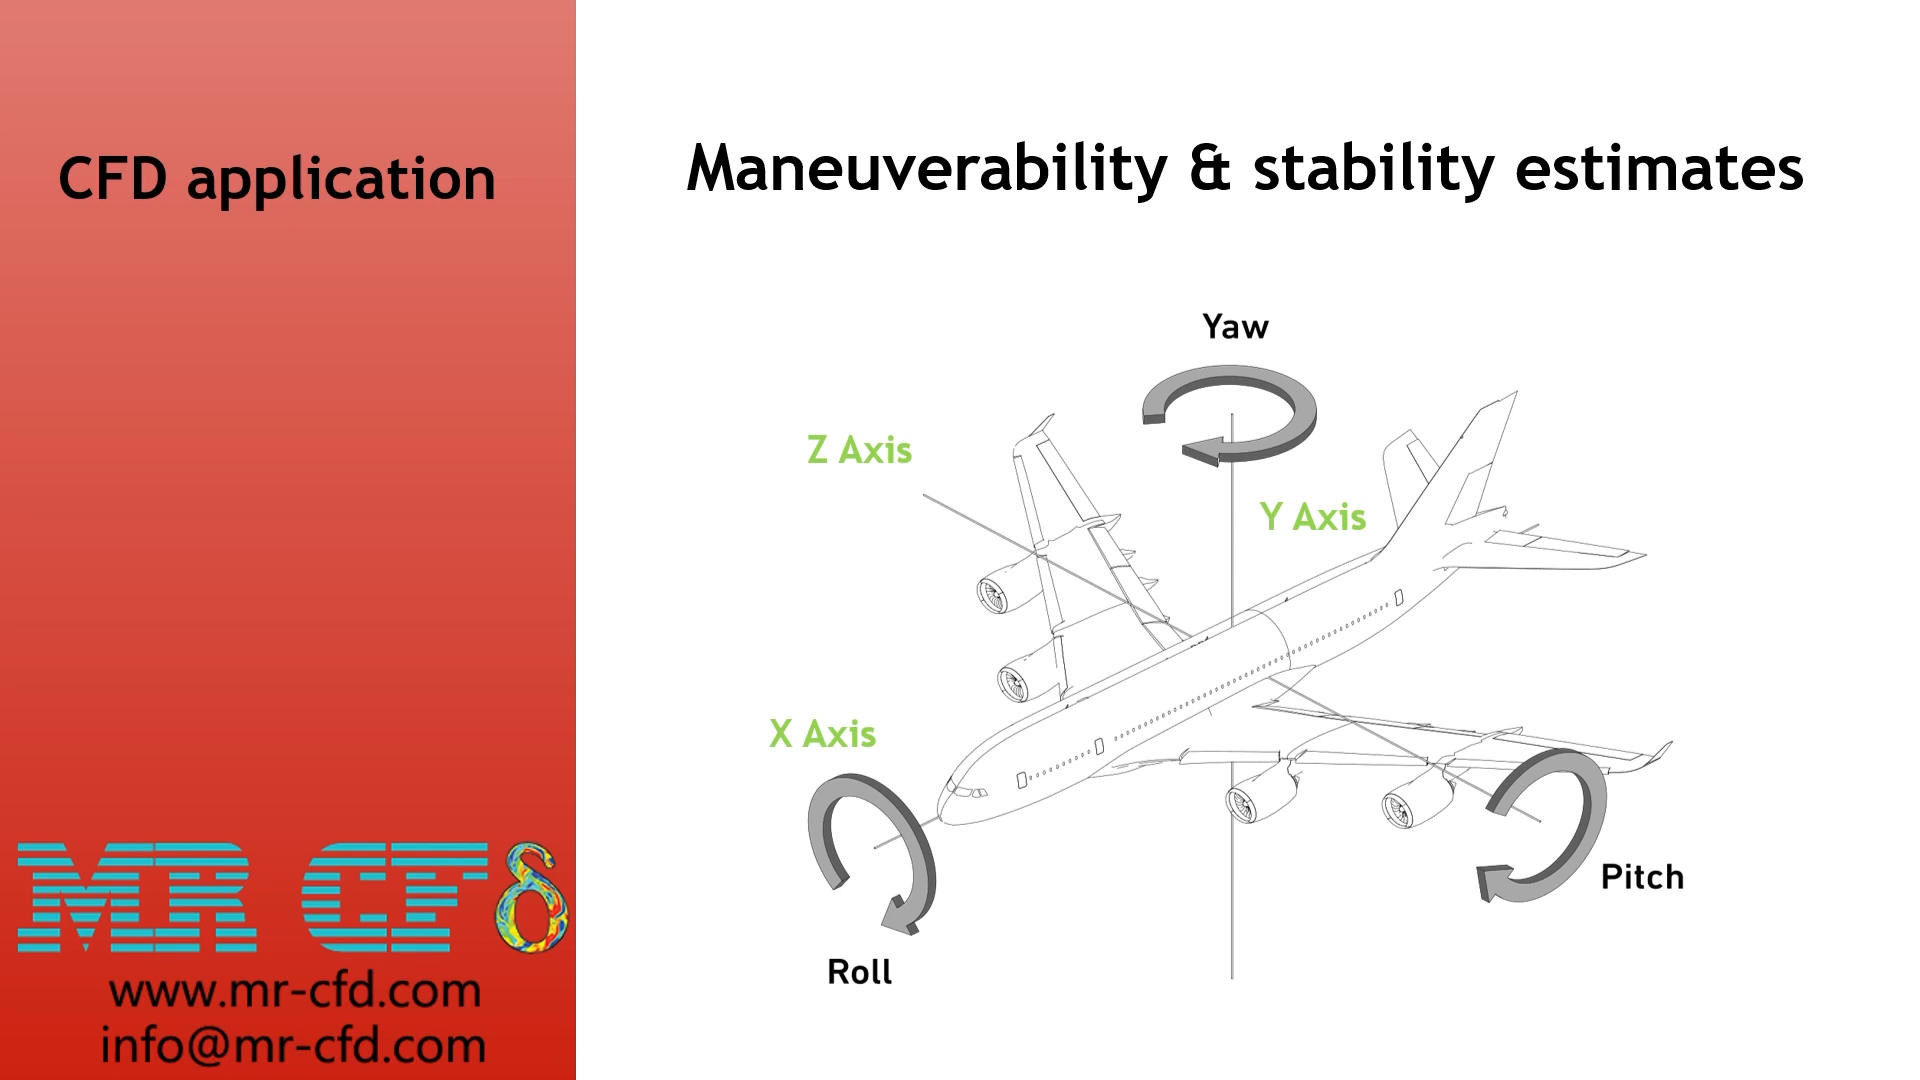 CFD application
Maneuverability & stability estimates
Yaw
Z Axis
Y Axis
X Axis
Pitch
Roll
MR CFδ
www.mr-cfd.com
info@mr-cfd.com